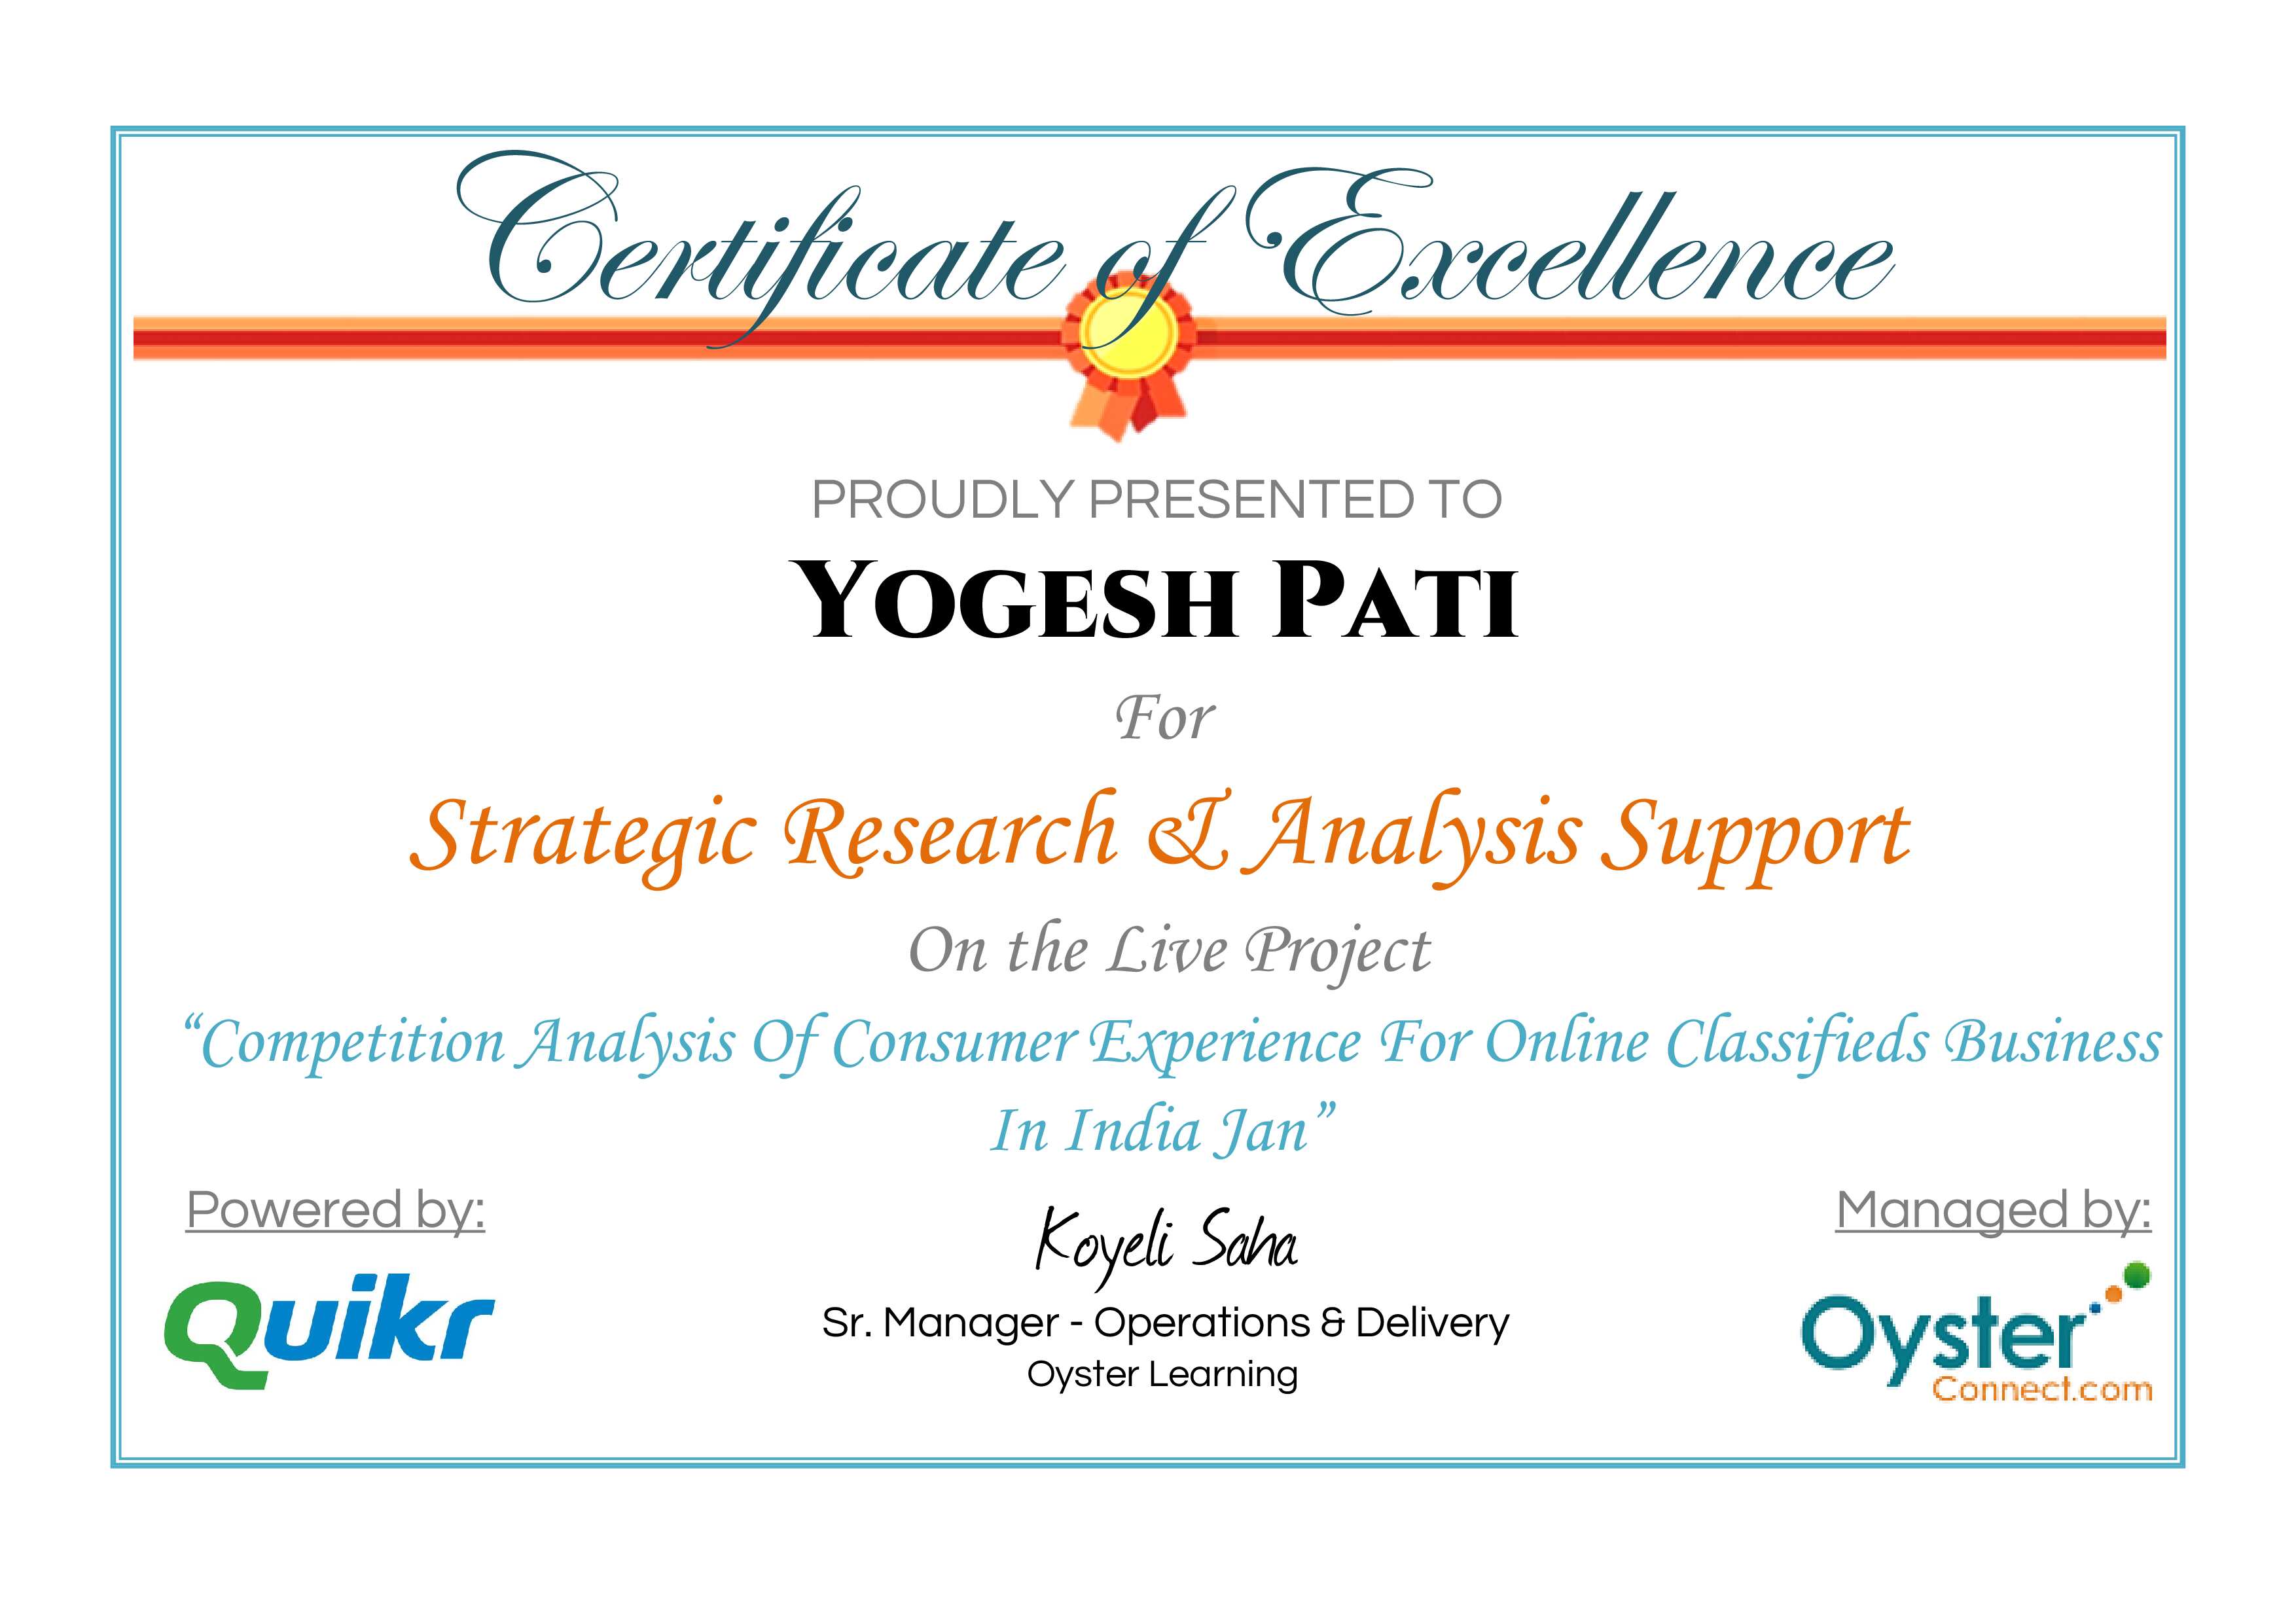 Certificate of Excellence
PROUDLY PRESENTED TO
YOGESH PATI
For
Strategic Research & Analysis Support
On the Live Project
“Competition Analysis Of Consumer Experience For Online Classifieds Business
In India Jan”
Powered by:
Quikr
Koyeli Saha
Sr. Manager - Operations & Delivery
Oyster Learning
Managed by:
Oyster
Connect.com